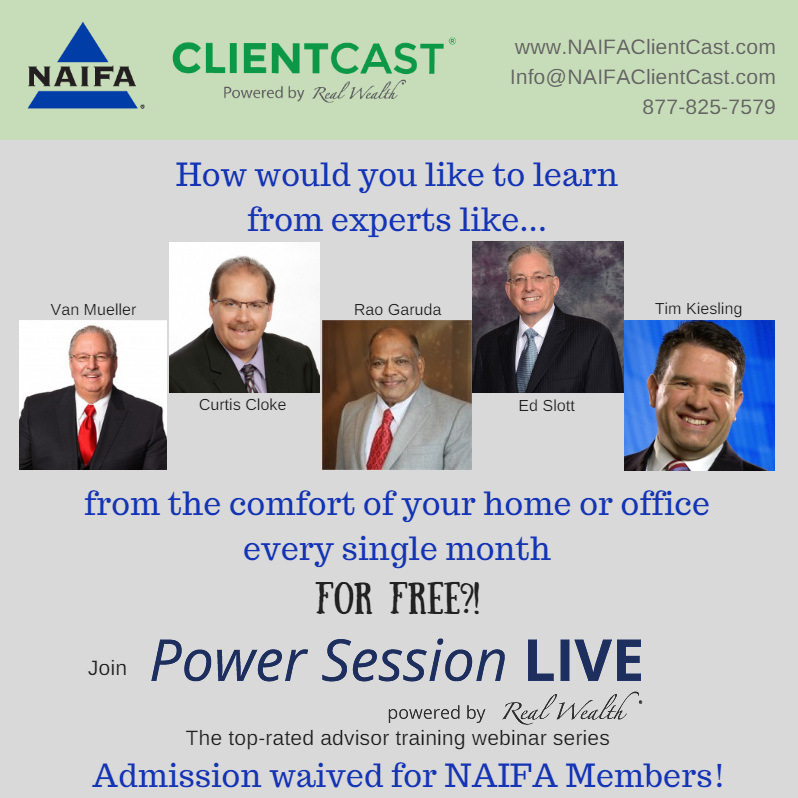 NAIFA®
CLIENTCAST®
Powered by Real Wealth
www.NAIFAClientCast.com
Info@NAIFAClientCast.com
877-825-7579
How would you like to learn
from experts like...
Van Mueller
Curtis Cloke
Rao Garuda
Ed Slott
Tim Kiesling
from the comfort of your home or office
every single month
FOR FREE?!
Join Power Session LIVE
powered by Real Wealth®
The top-rated advisor training webinar series
Admission waived for NAIFA Members!